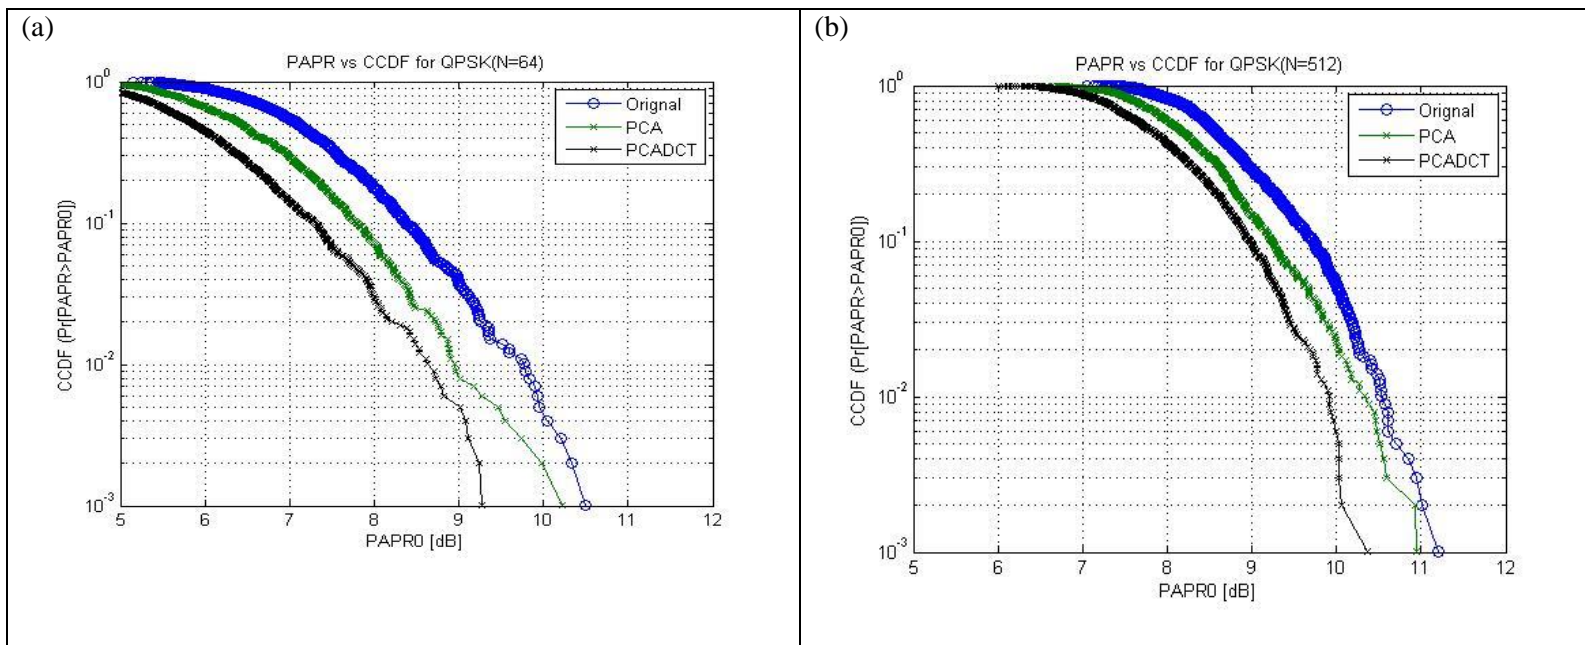 (a)
PAPR vs CCDF for QPSK(N=64)
CCDF (Pr[PAPR>PAPR0])
10^0
10^-1
10^-2
10^-3
Orignal
PCA
PCADCT
5 6 7 8 9 10 11 12
PAPR0 [dB]
(b)
PAPR vs CCDF for QPSK(N=512)
CCDF (Pr[PAPR>PAPR0])
10^0
10^-1
10^-2
10^-3
Orignal
PCA
PCADCT
5 6 7 8 9 10 11 12
PAPR0 [dB]